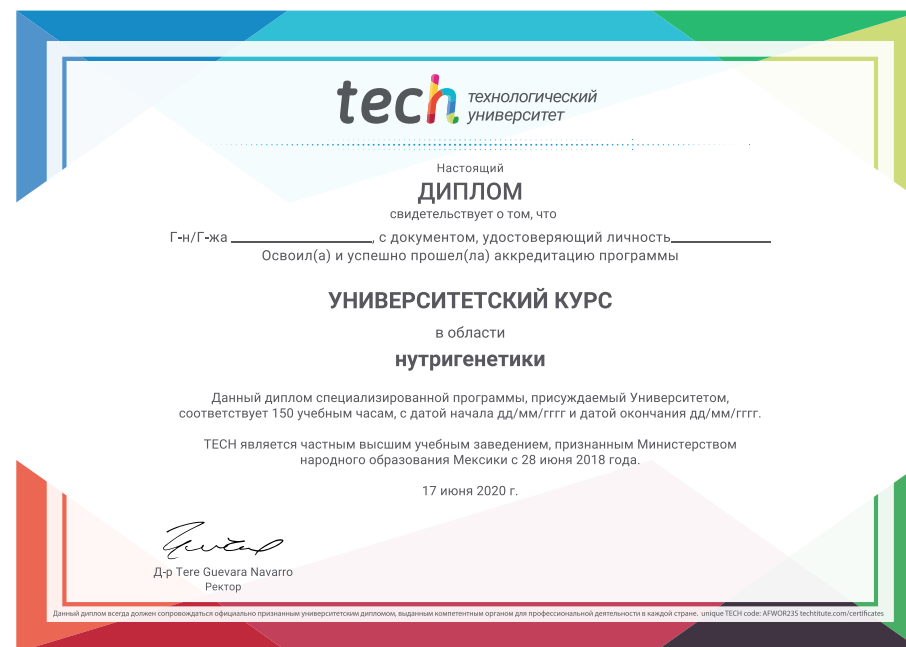 tech технологический
университет
Настоящий
ДИПЛОМ
свидетельствует о том, что
Г-н/Г-жа ____________________, с документом, удостоверяющий личность______________
Освоил(а) и успешно прошел(ла) аккредитацию программы
УНИВЕРСИТЕТСКИЙ КУРС
в области
нутригенетики
Данный диплом специализированной программы, присуждаемый Университетом,
соответствует 150 учебным часам, с датой начала дд/мм/гггг и датой окончания дд/мм/гггг.
TECH является частным высшим учебным заведением, признанным Министерством
народного образования Мексики с 28 июня 2018 года.
17 июня 2020 г.
Д-р Tere Guevara Navarro
Ректор
Данный диплом всегда должен сопровождаться официально признанным университетским дипломом, выданным компетентным органом для профессиональной деятельности в каждой стране. unique TECH code: AFWOR23S techtitute.com/certificates